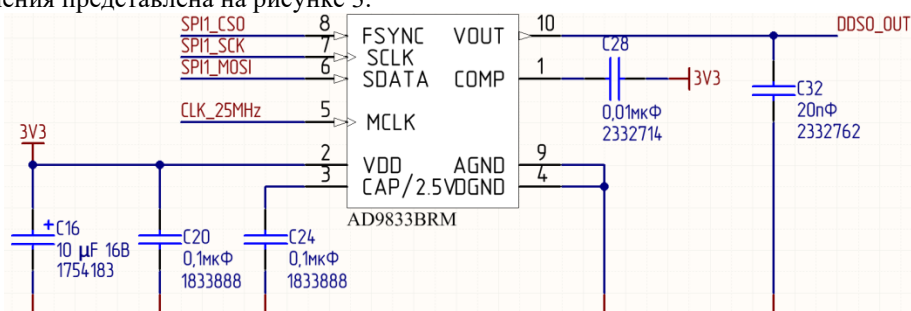 ения представлена на рисунке 3.
SPI1_CS0 8 FSYNC VOUT 10 DDS0_OUT
SPI1_SCK 7 SCLK
SPI1_MOSI 6 SDATA COMP 1 C28 3V3
0,01мкФ
2332714
C32
20пФ
2332762
CLK_25MHz 5 MCLK
3V3
2 VDD AGND 9
3 CAP/2.5V DGND 4
AD9833BRM
+ C16
10 µF 16В
1754183
C20
0,1мкФ
1833888
C24
0,1мкФ
1833888